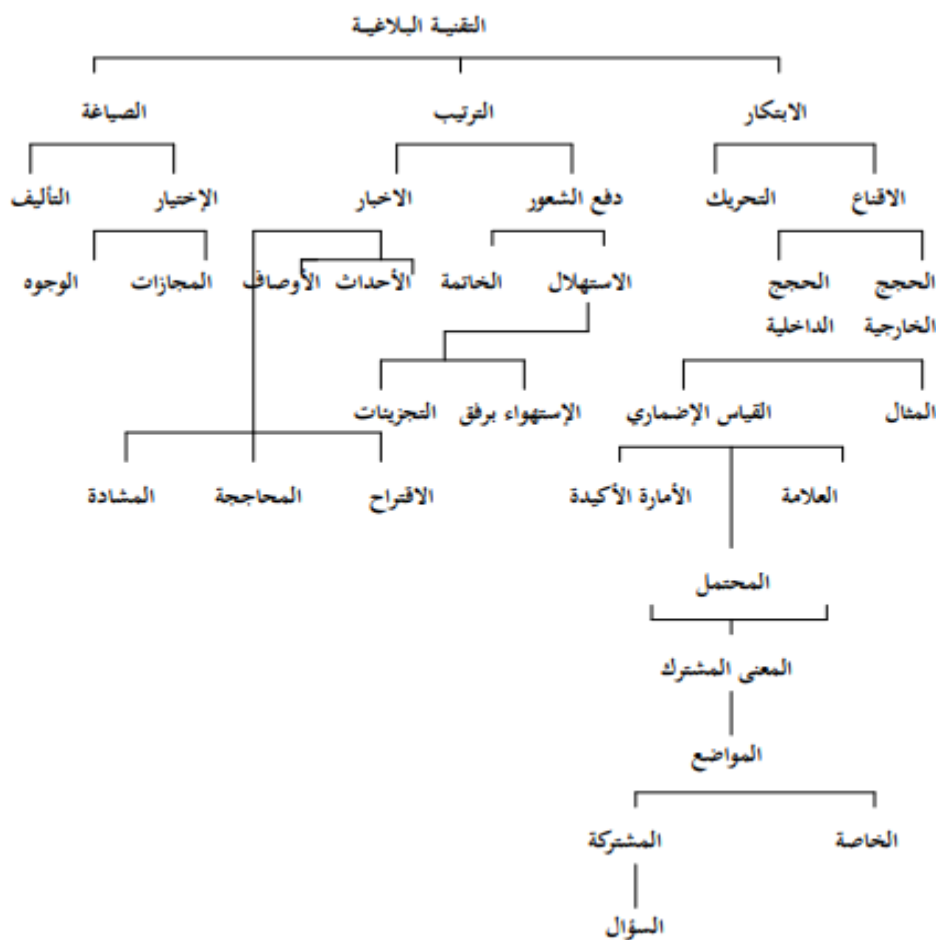 التقنية البلاغية
الابتكار الترتيب الصياغة
الاقناع التحريك دفع الشعور الاخبار الإختيار التأليف
الحجج الحجج الاستهلال الخاتمة الأحداث الأوصاف المجازات الوجوه
الخارجية الداخلية
المثال القياس الإضماري الإستهواء برفق التجزيئات
العلامة الأمارة الأكيدة الاقتراح المحاججة المشادة
المحتمل
المعنى المشترك
المواضع
الخاصة المشتركة
السؤال